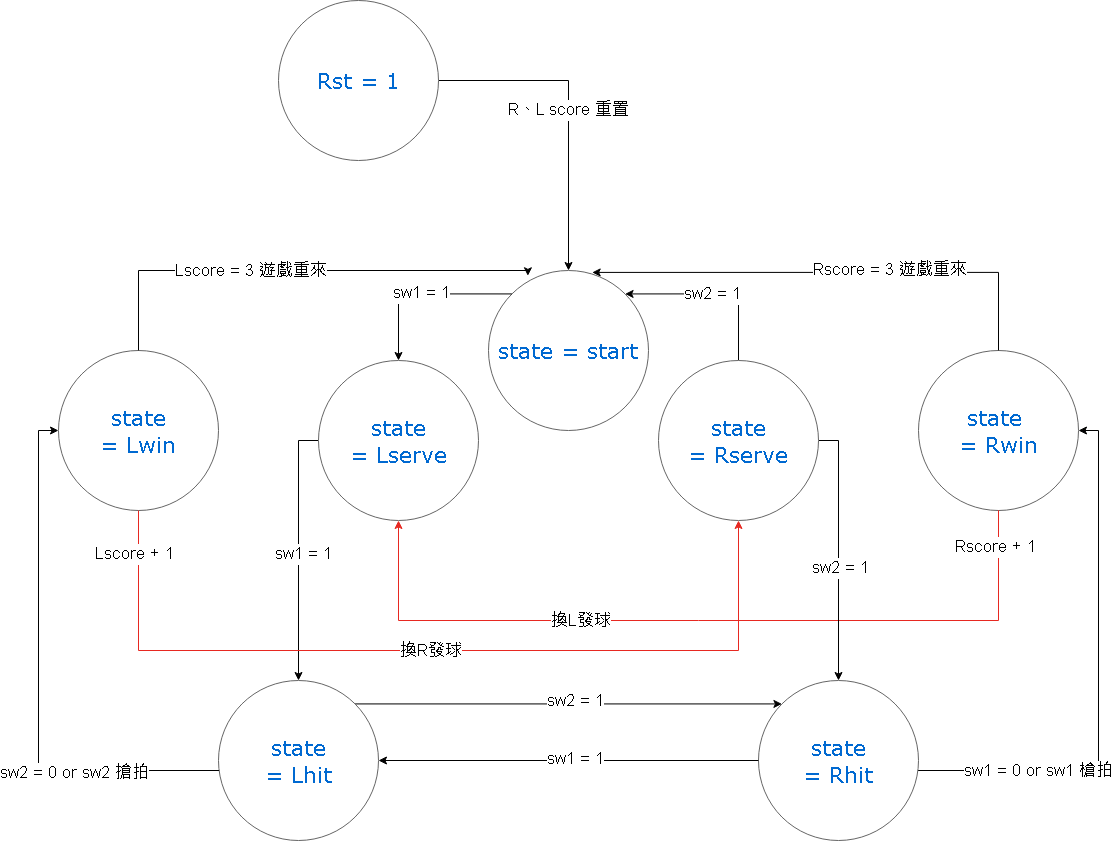 Rst = 1
R、L score 重置
Lscore = 3 遊戲重來
Rscore = 3 遊戲重來
sw1 = 1
sw2 = 1
state = start
state
= Lwin
state
= Lserve
state
= Rserve
state
= Rwin
Lscore + 1
sw1 = 1
sw2 = 1
Rscore + 1
換L發球
換R發球
sw2 = 1
state
= Lhit
sw1 = 1
state
= Rhit
sw2 = 0 or sw2 搶拍
sw1 = 0 or sw1 搶拍